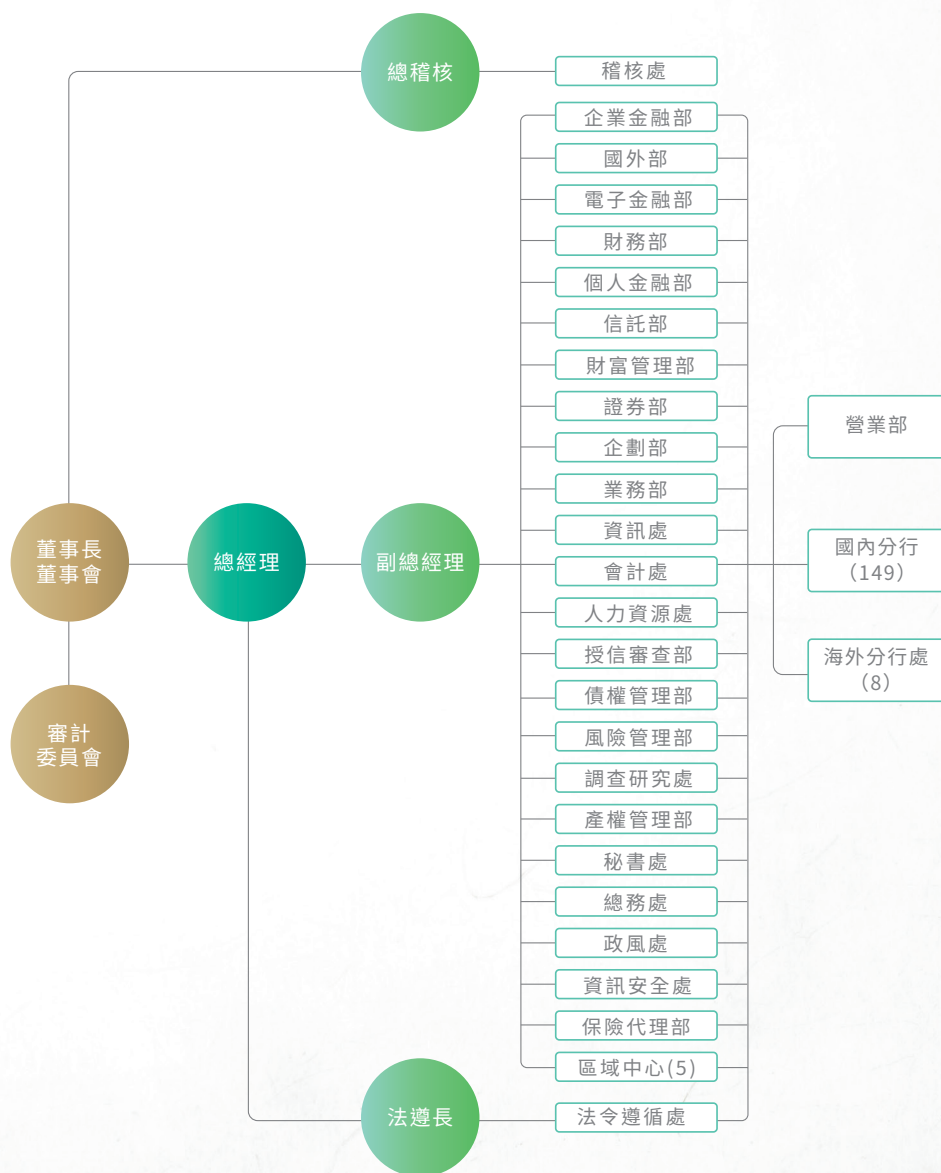 總稽核
稽核處
企業金融部
國外部
電子金融部
財務部
個人金融部
信託部
財富管理部
證券部
企劃部
業務部
資訊處
會計處
人力資源處
授信審查部
債權管理部
風險管理部
調查研究處
產權管理部
秘書處
總務處
政風處
資訊安全處
保險代理部
區域中心(5)
法令遵循處
董事長
董事會
總經理
副總經理
審計
委員會
法遵長
營業部
國內分行
（149）
海外分行處
（8）